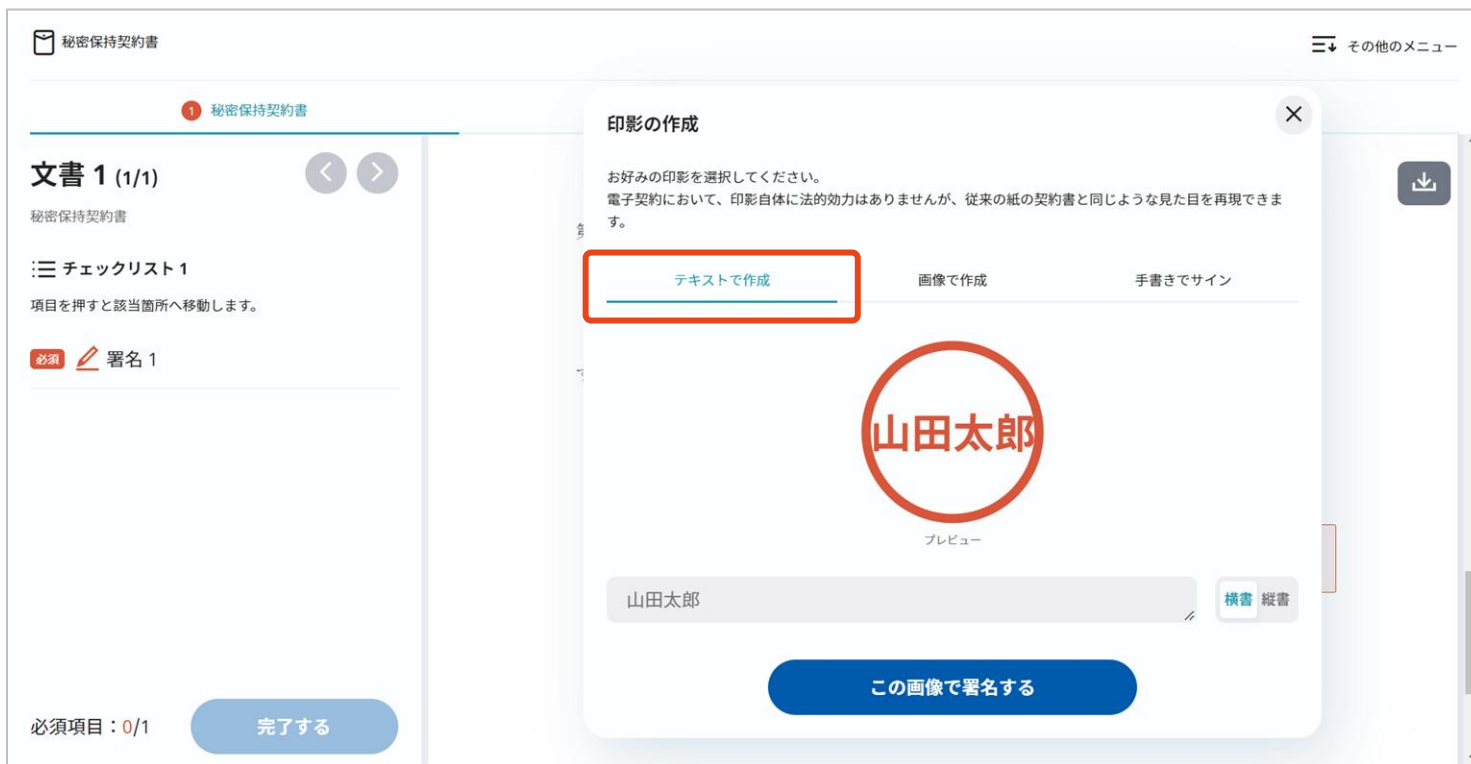 秘密保持契約書
その他のメニュー
1 秘密保持契約書
文書 1 (1/1)
秘密保持契約書
チェックリスト 1
項目を押すと該当箇所へ移動します。
必須 署名 1
必須項目:0/1
完了する
印影の作成
お好みの印影を選択してください。
電子契約において、印影自体に法的効力はありませんが、従来の紙の契約書と同じような見た目を再現できま
す。
テキストで作成 画像で作成 手書きでサイン
山田太郎
プレビュー
山田太郎
横書 縦書
この画像で署名する